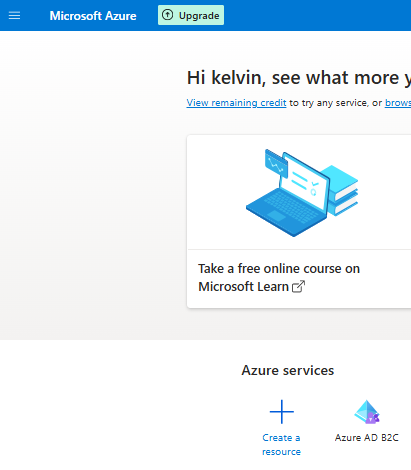 Microsoft Azure
Upgrade
Hi kelvin, see what more y
View remaining credit to try any service, or brows
Take a free online course on
Microsoft Learn
Azure services
Create a
resource
Azure AD B2C